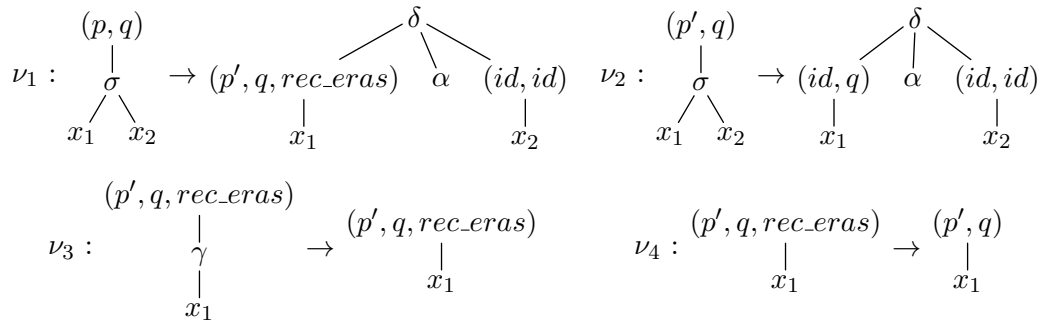 (p, q) δ (p′, q) δ
ν₁ : σ → (p′, q, rec_eras) α (id, id) ν₂ : σ → (id, q) α (id, id)
x₁ x₂ x₁ x₂ x₁ x₂ x₁ x₂
(p′, q, rec_eras) (p′, q, rec_eras) (p′, q, rec_eras) (p′, q)
ν₃ : γ → ν₄ : →
x₁ x₁ x₁
x₁